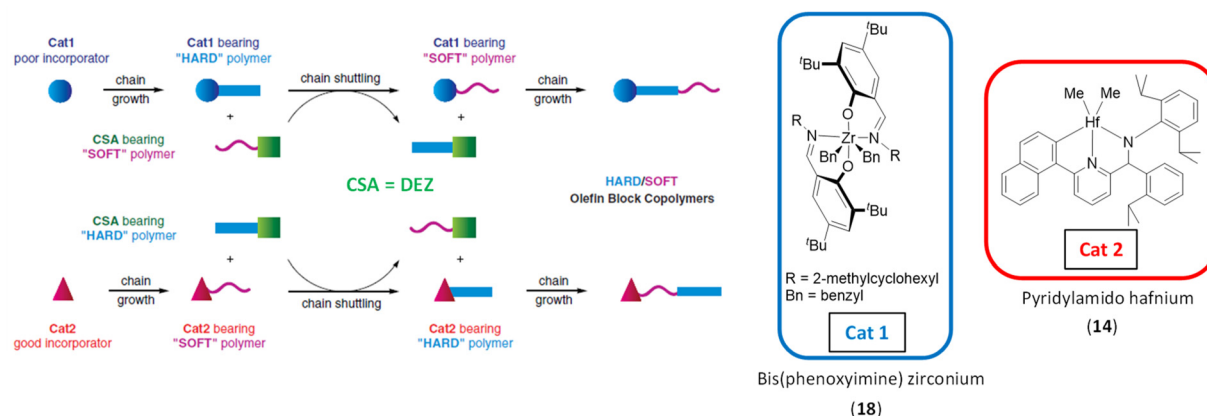 Cat1
poor incorporator
chain
growth
Cat1 bearing
"HARD" polymer
chain shuttling
Cat1 bearing
"SOFT" polymer
chain
growth
+
+
CSA bearing
"SOFT" polymer
CSA = DEZ
HARD/SOFT
Olefin Block Copolymers
CSA bearing
"HARD" polymer
+
+
chain
growth
chain shuttling
chain
growth
Cat2
good incorporator
Cat2 bearing
"SOFT" polymer
Cat2 bearing
"HARD" polymer
tBu
tBu
O
R
N
Zr
N
R
Bn
Bn
O
tBu
tBu
R = 2-methylcyclohexyl
Bn = benzyl
Cat 1
Bis(phenoxyimine) zirconium
(18)
Me
Me
Hf
N
N
Cat 2
Pyridylamido hafnium
(14)